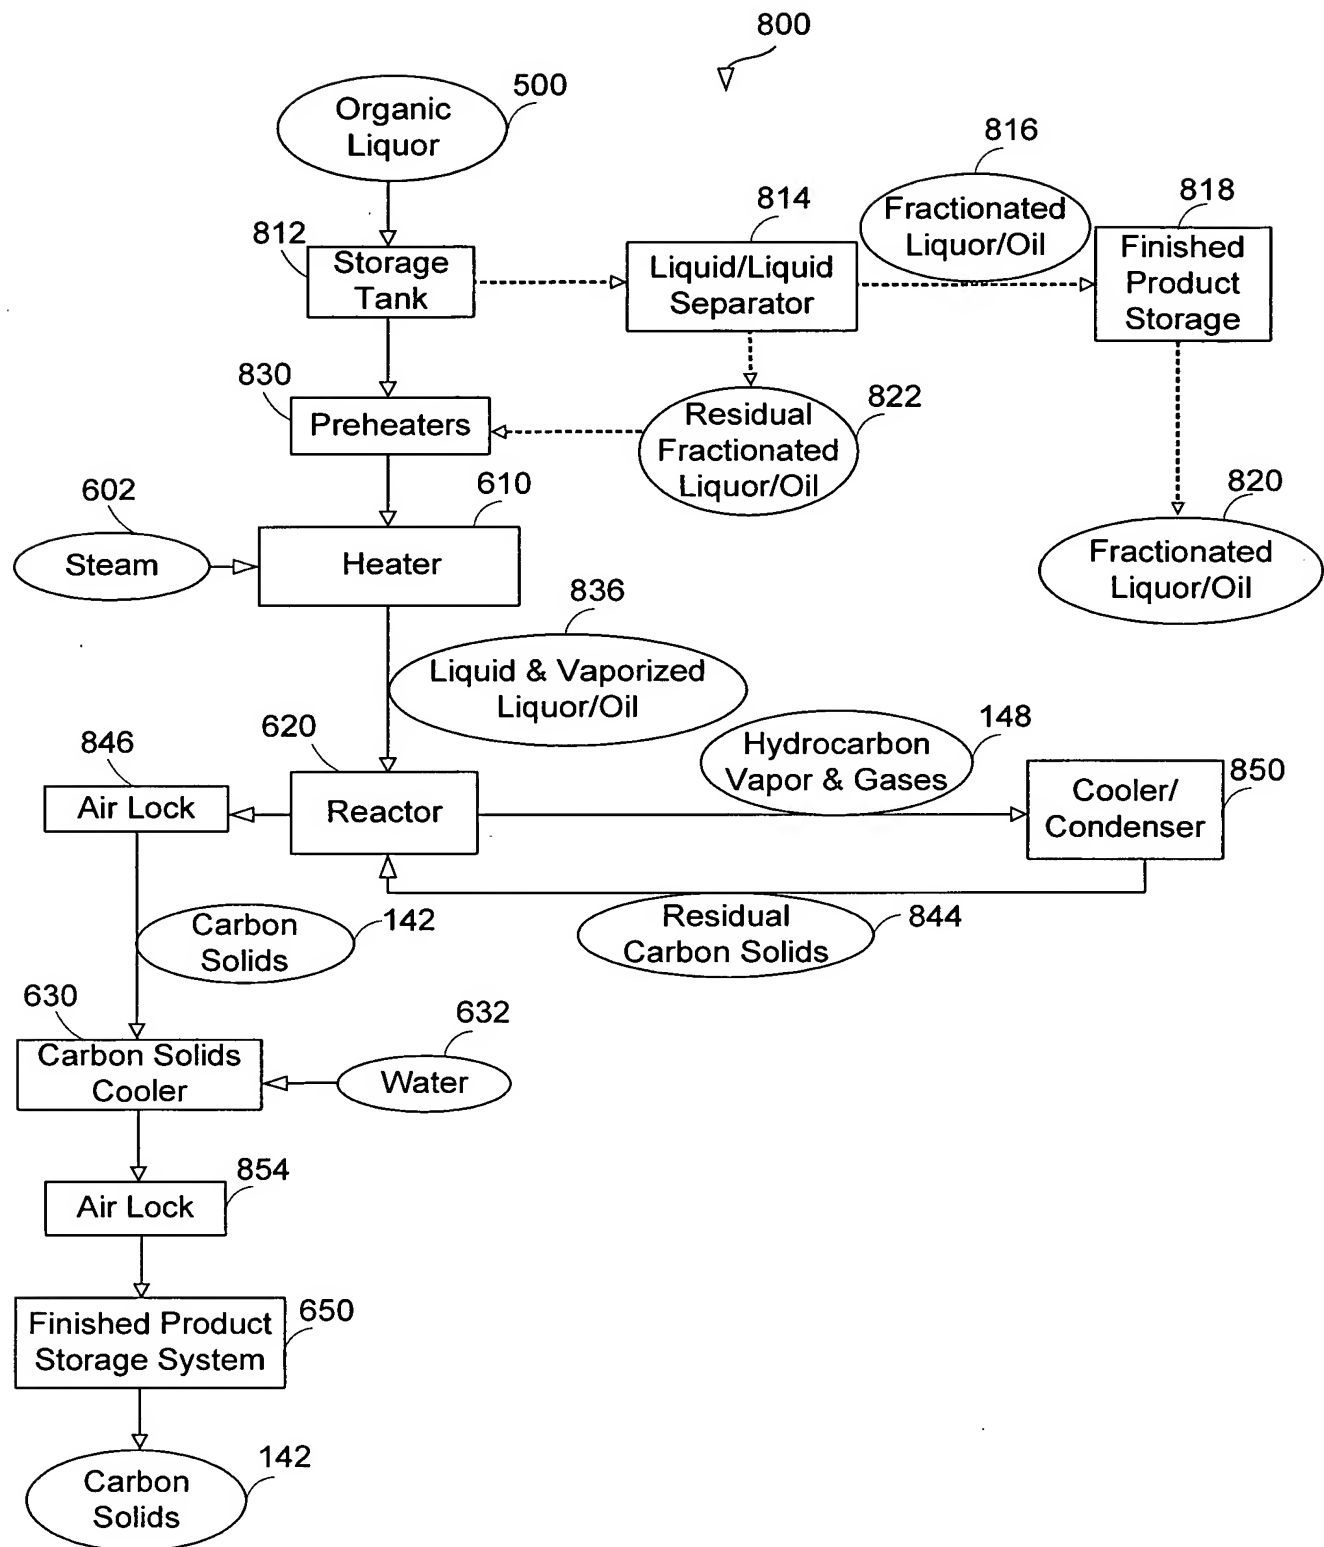 800
Organic
Liquor
500
816
Fractionated
Liquor/Oil
814
818
812
Storage
Tank
Liquid/Liquid
Separator
Finished
Product
Storage
830
Preheaters
Residual
Fractionated
Liquor/Oil
822
602
610
820
Steam
Heater
Fractionated
Liquor/Oil
836
Liquid & Vaporized
Liquor/Oil
620
148
846
Hydrocarbon
Vapor & Gases
Air Lock
Reactor
Cooler/
Condenser
850
Carbon
Solids
142
Residual
Carbon Solids
844
630
632
Carbon Solids
Cooler
Water
854
Air Lock
Finished Product
Storage System
650
142
Carbon
Solids